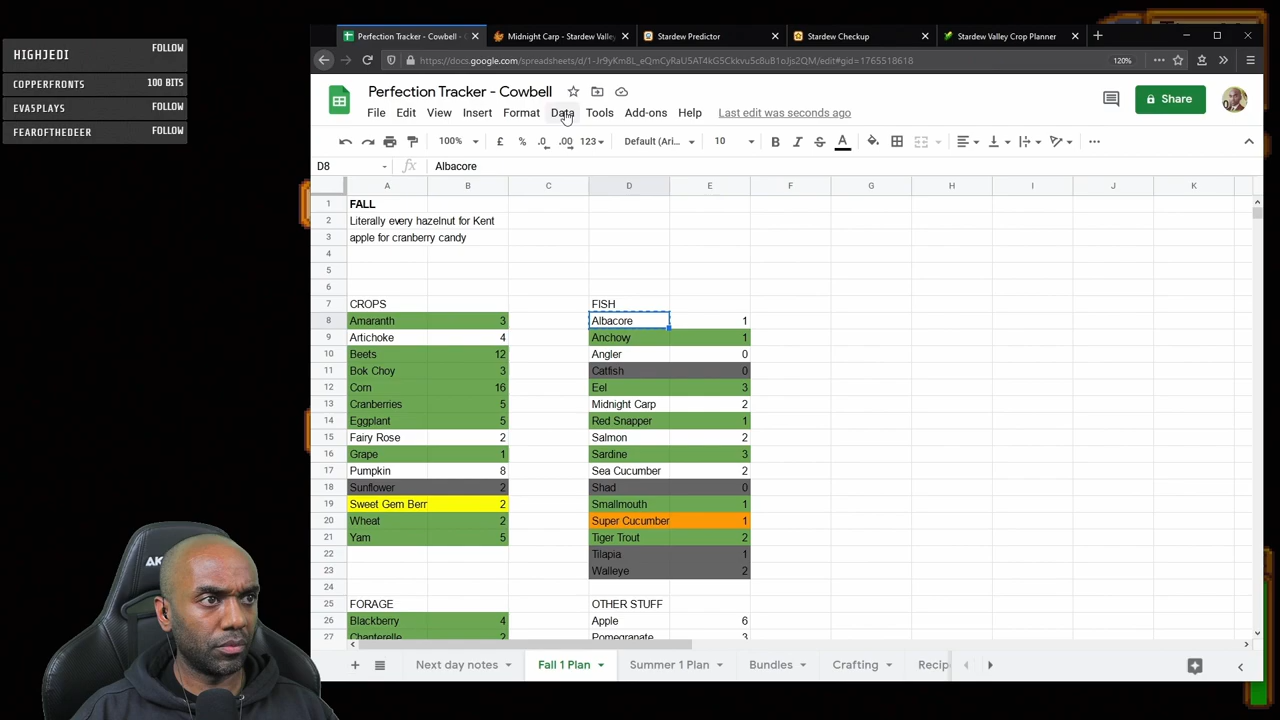 HIGHJEDI FOLLOW
COPPERFRONTS 100 BITS
EVASPLAYS FOLLOW
FEAROFTHEDEER FOLLOW
Perfection Tracker - Cowbell - Midnight Carp - Stardew Valley Stardew Predictor Stardew Checkup Stardew Valley Crop Planner
120%
Perfection Tracker - Cowbell
Share
File Edit View Insert Format Data Tools Add-ons Help Last edit was seconds ago
100% £ % .0 .00 123 Default (Ari... 10 B I S A
D8 fx Albacore
A B C D E F G H I J K
1 FALL
2 Literally every hazelnut for Kent
3 apple for cranberry candy
4
5
6
7 CROPS FISH
8 Amaranth 3 Albacore 1
9 Artichoke 4 Anchovy 1
10 Beets 12 Angler 0
11 Bok Choy 3 Catfish 0
12 Corn 16 Eel 3
13 Cranberries 5 Midnight Carp 2
14 Eggplant 5 Red Snapper 1
15 Fairy Rose 2 Salmon 2
16 Grape 1 Sardine 3
17 Pumpkin 8 Sea Cucumber 2
18 Sunflower 2 Shad 0
19 Sweet Gem Berr 2 Smallmouth 1
20 Wheat 2 Super Cucumber 1
21 Yam 5 Tiger Trout 2
22 Tilapia 1
23 Walleye 2
24
25 FORAGE OTHER STUFF
26 Blackberry 4 Apple 6
27 Chanterelle 2 Pomegranate 3
Next day notes Fall 1 Plan Summer 1 Plan Bundles Crafting Recip